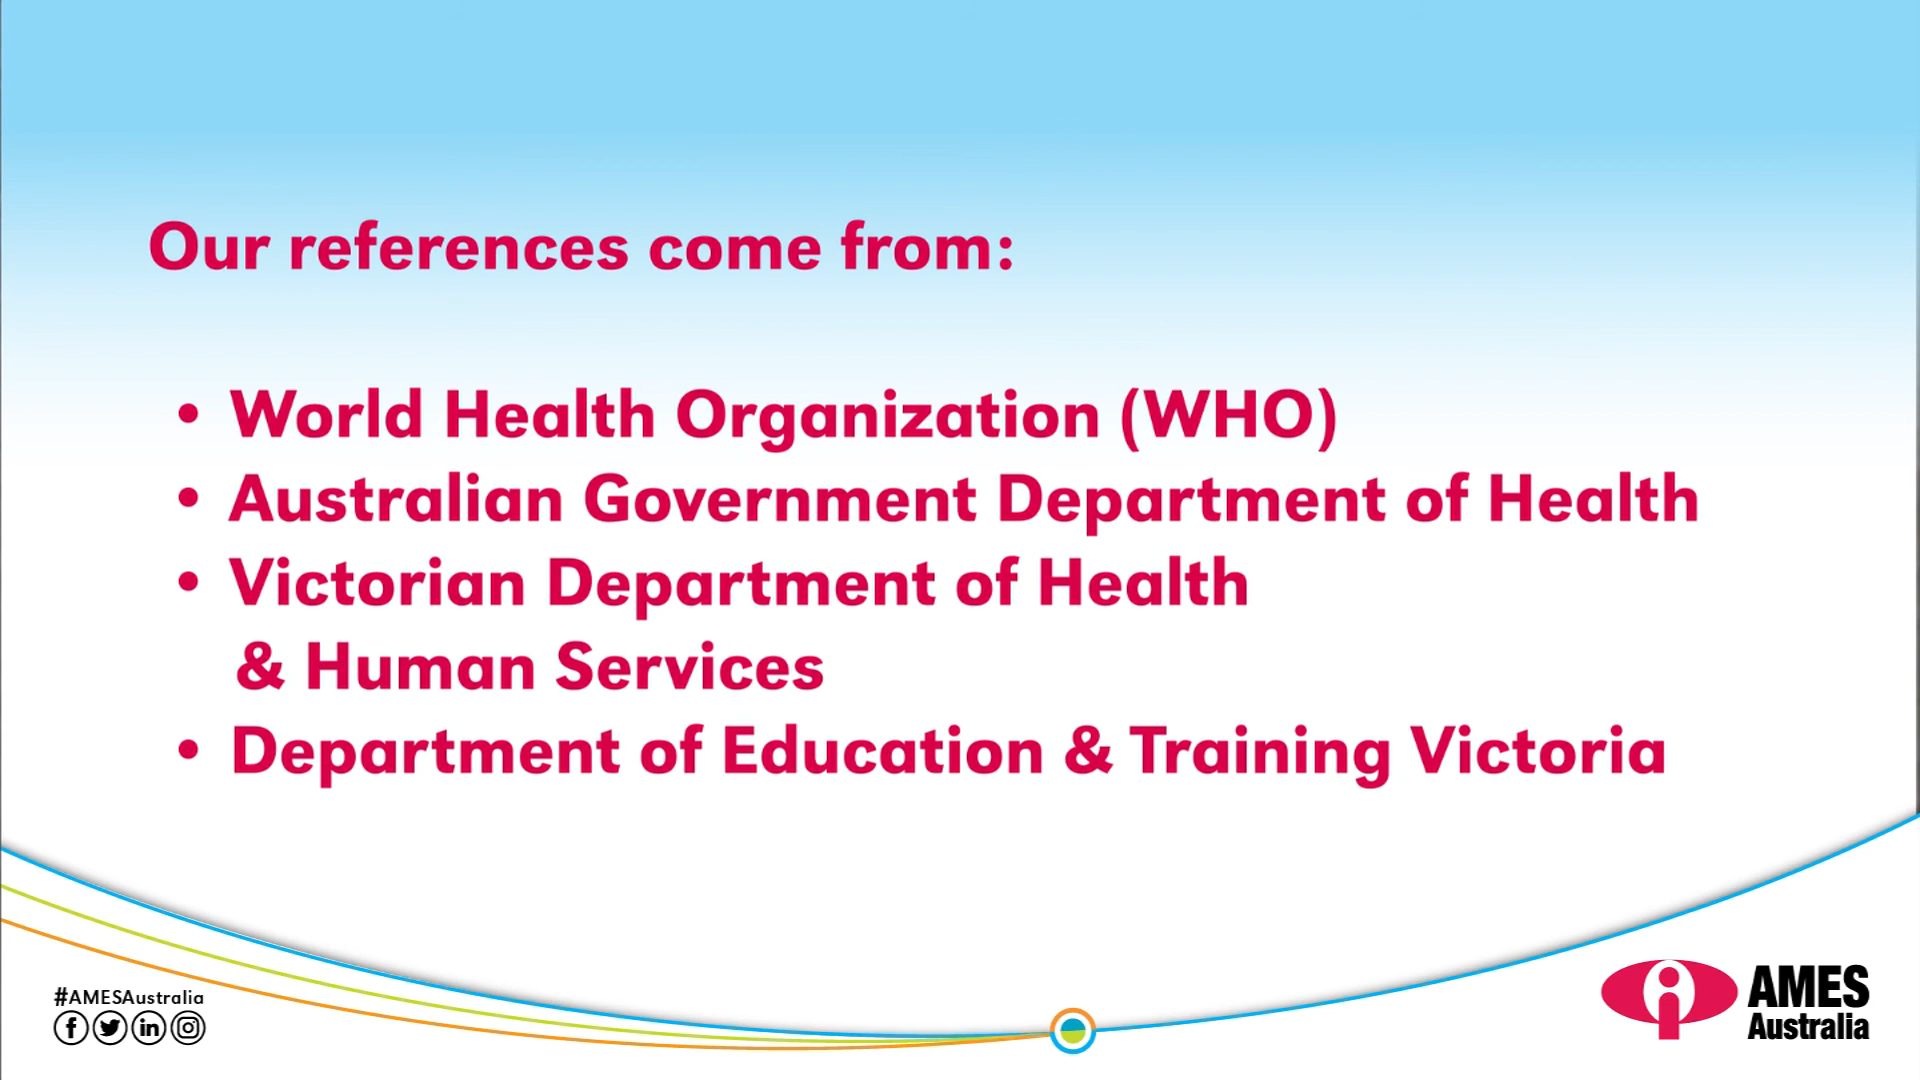 Our references come from:
• World Health Organization (WHO)
• Australian Government Department of Health
• Victorian Department of Health
& Human Services
• Department of Education & Training Victoria
#AMESAustralia
AMES
Australia